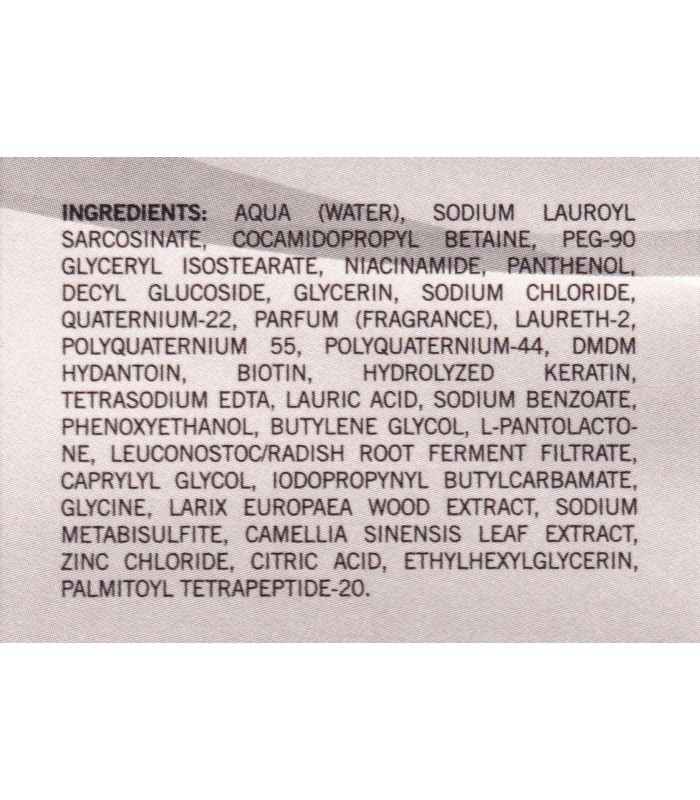 INGREDIENTS: AQUA (WATER), SODIUM LAUROYL
SARCOSINATE, COCAMIDOPROPYL BETAINE, PEG-90
GLYCERYL ISOSTEARATE, NIACINAMIDE, PANTHENOL,
DECYL GLUCOSIDE, GLYCERIN, SODIUM CHLORIDE,
QUATERNIUM-22, PARFUM (FRAGRANCE), LAURETH-2,
POLYQUATERNIUM 55, POLYQUATERNIUM-44, DMDM
HYDANTOIN, BIOTIN, HYDROLYZED KERATIN,
TETRASODIUM EDTA, LAURIC ACID, SODIUM BENZOATE,
PHENOXYETHANOL, BUTYLENE GLYCOL, L-PANTOLACTO-
NE, LEUCONOSTOC/RADISH ROOT FERMENT FILTRATE,
CAPRYLYL GLYCOL, IODOPROPYNYL BUTYLCARBAMATE,
GLYCINE, LARIX EUROPAEA WOOD EXTRACT, SODIUM
METABISULFITE, CAMELLIA SINENSIS LEAF EXTRACT,
ZINC CHLORIDE, CITRIC ACID, ETHYLHEXYLGLYCERIN,
PALMITOYL TETRAPEPTIDE-20.